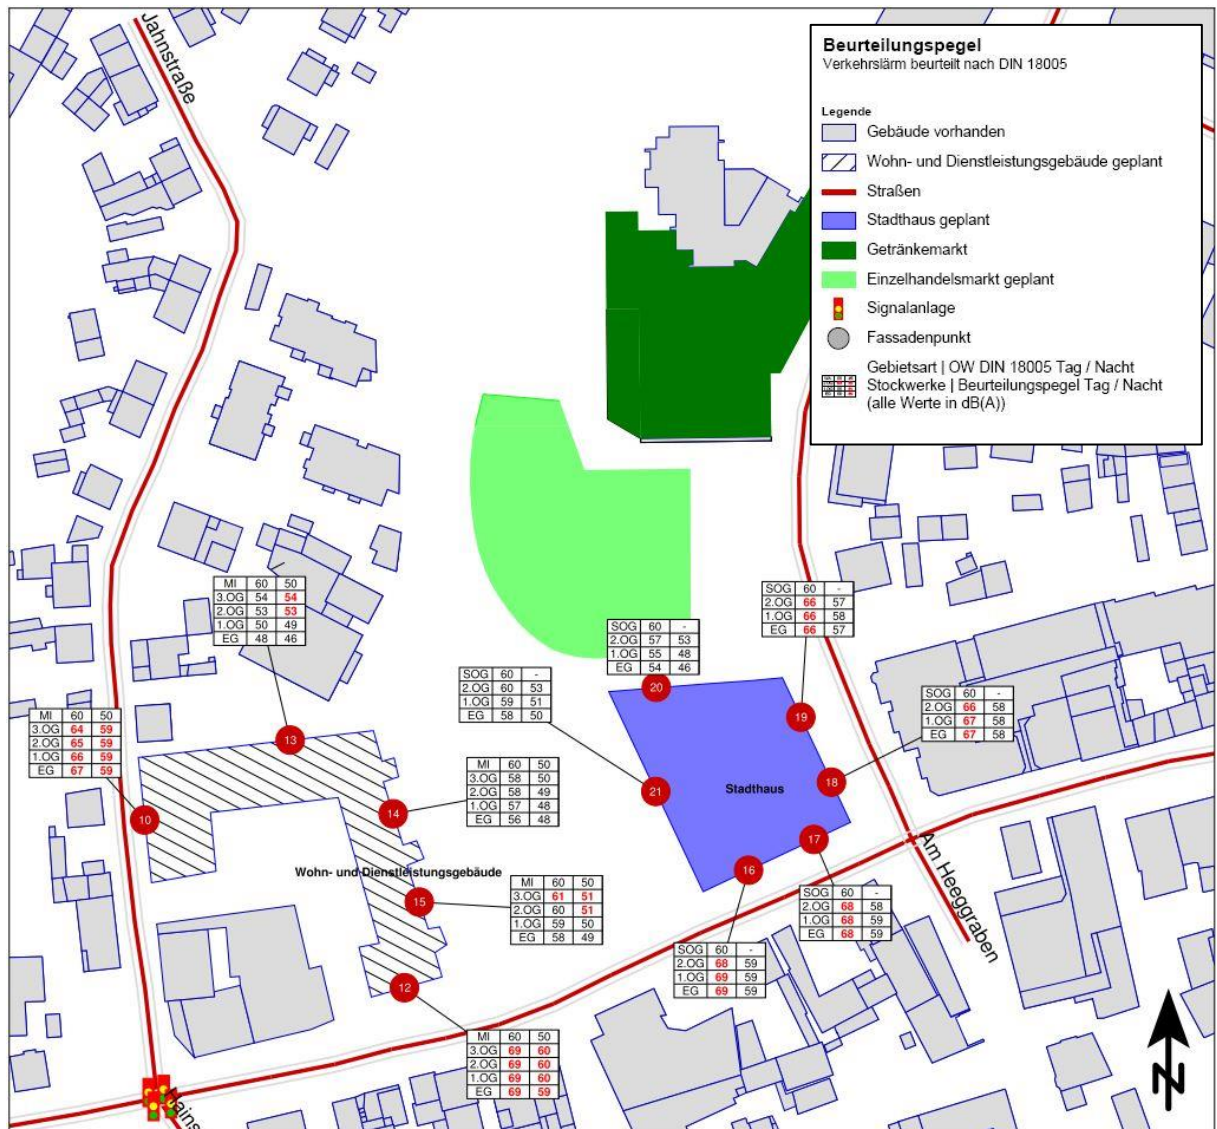 Jahnstraße
Beurteilungspegel
Verkehrslärm beurteilt nach DIN 18005
Legende
Gebäude vorhanden
Wohn- und Dienstleistungsgebäude geplant
Straßen
Stadthaus geplant
Getränkemarkt
Einzelhandelsmarkt geplant
Signalanlage
Fassadenpunkt
Gebietsart | OW DIN 18005 Tag / Nacht
Stockwerke | Beurteilungspegel Tag / Nacht
(alle Werte in dB(A))
MI 60 50
3.OG 54 54
2.OG 53 53
1.OG 50 49
EG 48 46
13
SOG 60 -
2.OG 66 57
1.OG 66 58
EG 66 57
19
SOG 60 -
2.OG 57 53
1.OG 55 48
EG 54 46
20
SOG 60 -
2.OG 60 53
1.OG 59 51
EG 58 50
21
SOG 60 -
2.OG 66 58
1.OG 67 58
EG 67 58
18
MI 60 50
3.OG 64 59
2.OG 65 59
1.OG 66 59
EG 67 59
10
MI 60 50
3.OG 58 50
2.OG 58 49
1.OG 57 48
EG 56 48
14
Stadthaus
17
16
Am Heeggraben
Wohn- und Dienstleistungsgebäude
15
MI 60 50
3.OG 61 51
2.OG 60 51
1.OG 59 50
EG 58 49
SOG 60 -
2.OG 68 58
1.OG 68 59
EG 68 59
SOG 60 -
2.OG 68 59
1.OG 69 59
EG 69 59
12
MI 60 50
3.OG 69 60
2.OG 69 60
1.OG 69 60
EG 69 59
Hains
N